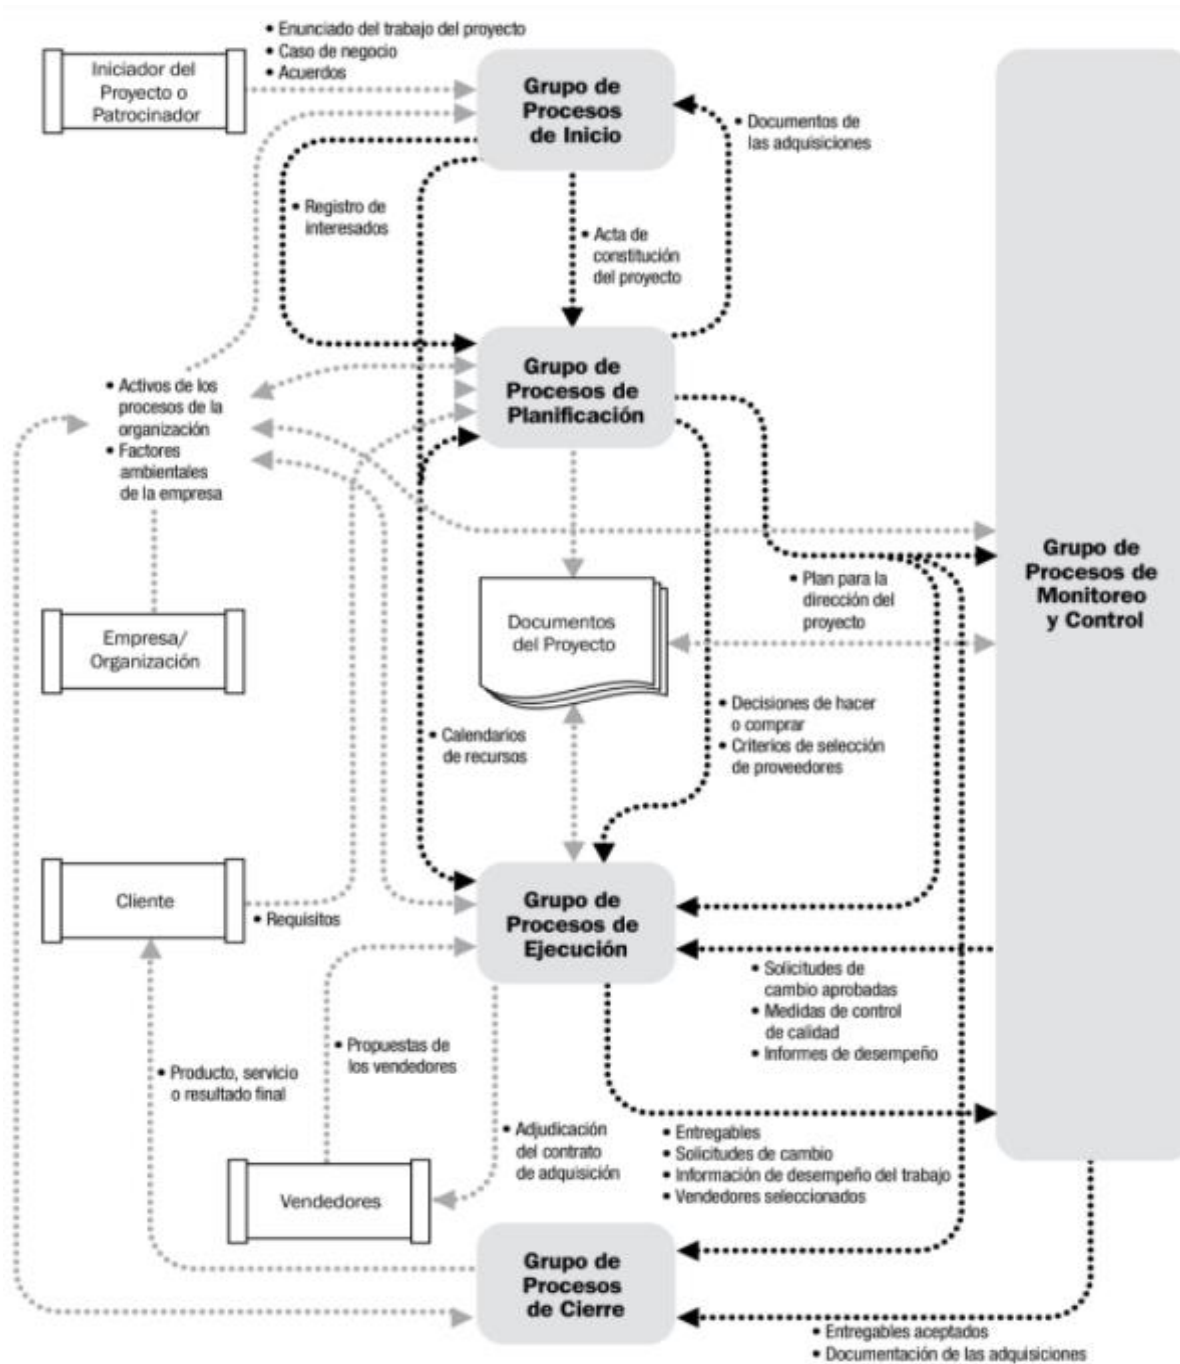 • Enunciado del trabajo del proyecto
• Caso de negocio
• Acuerdos
Iniciador del
Proyecto o
Patrocinador
Grupo de
Procesos
de Inicio
• Documentos de
las adquisiciones
• Registro de
interesados
• Acta de
constitución
del proyecto
Grupo de
Procesos de
Planificación
• Activos de los
procesos de la
organización
• Factores
ambientales
de la empresa
Grupo de
Procesos de
Monitoreo
y Control
• Plan para la
dirección del
proyecto
Empresa/
Organización
Documentos
del Proyecto
• Decisiones de hacer
o comprar
• Criterios de selección
de proveedores
• Calendarios
de recursos
Cliente
• Requisitos
Grupo de
Procesos de
Ejecución
• Solicitudes de
cambio aprobadas
• Medidas de control
de calidad
• Informes de desempeño
• Propuestas de
los vendedores
• Producto, servicio
o resultado final
• Adjudicación
del contrato
de adquisición
• Entregables
• Solicitudes de cambio
• Información de desempeño del trabajo
• Vendedores seleccionados
Vendedores
Grupo de
Procesos
de Cierre
• Entregables aceptados
• Documentación de las adquisiciones